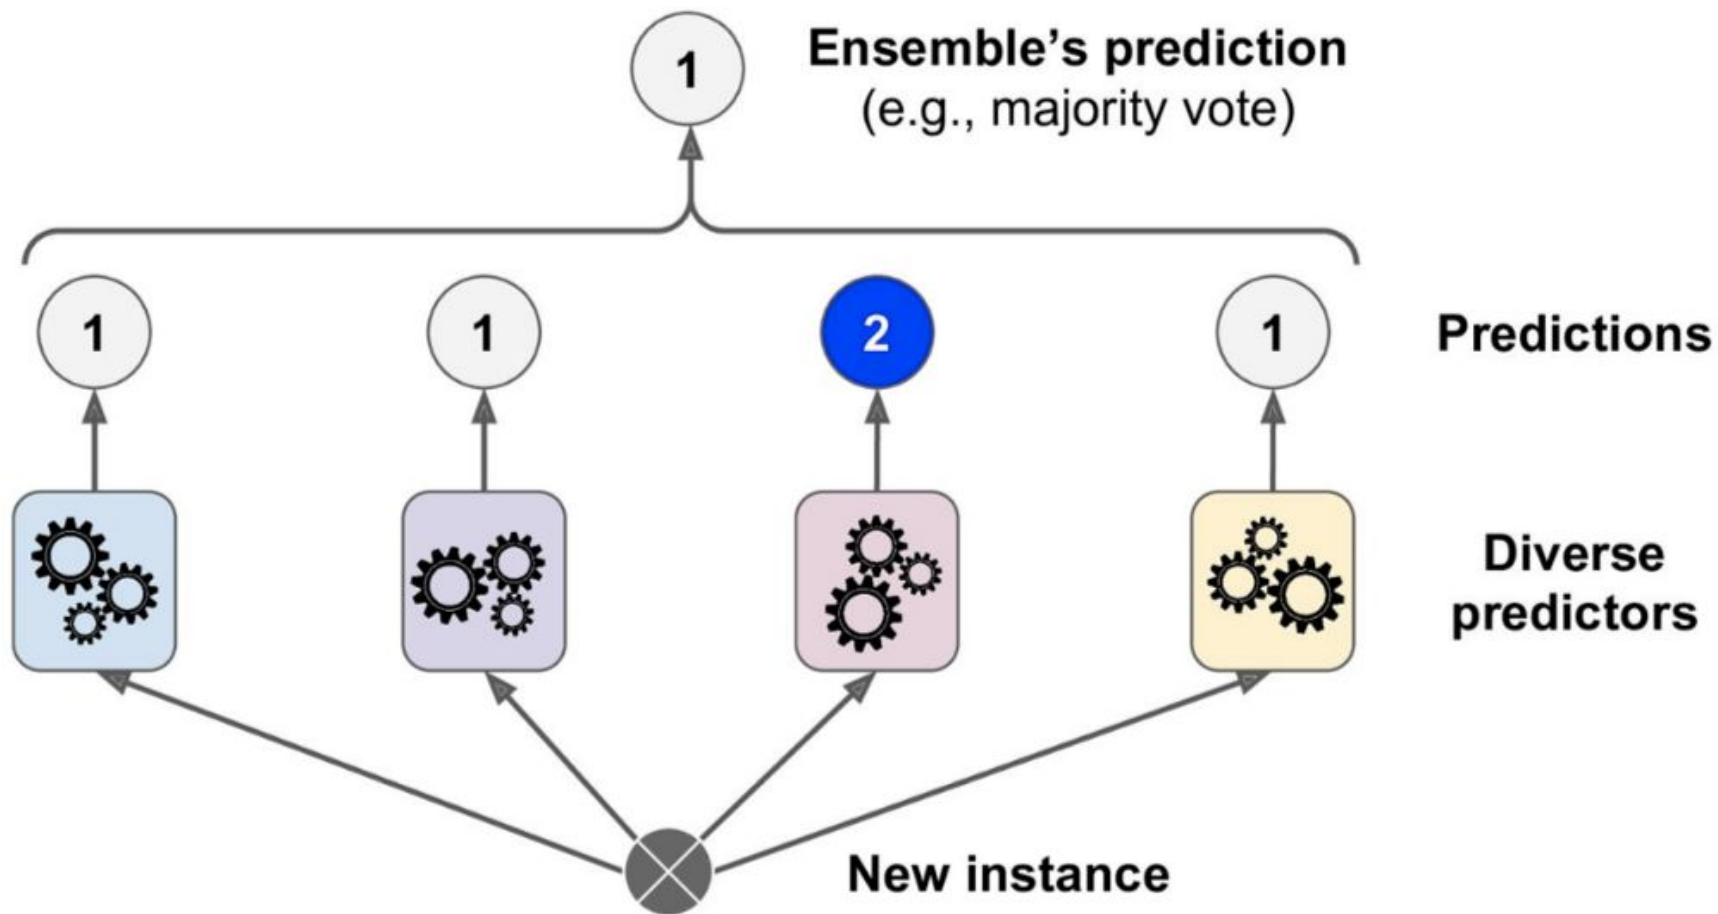 1
Ensemble’s prediction
(e.g., majority vote)
1
1
2
1
Predictions
Diverse
predictors
New instance